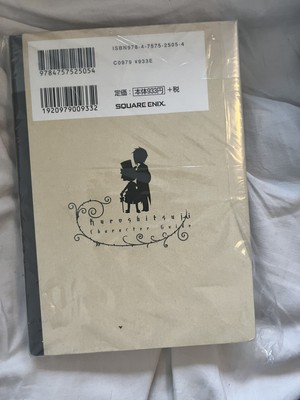 ISBN978-4-7575-2505-4
C0979 ¥933E
9784757525054
1920979009332
定価: 本体933円 +税
SQUARE ENIX.
Kuroshitsuji
Character Guide